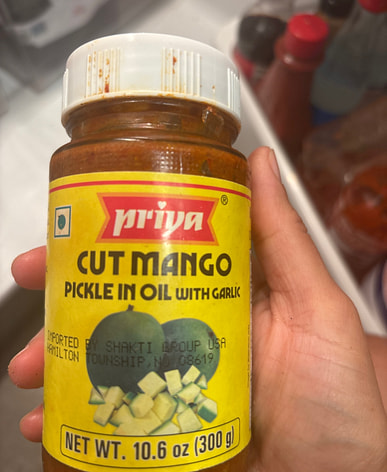 priya®
CUT MANGO
PICKLE IN OIL WITH GARLIC
IMPORTED BY SHAKTI GROUP USA
HAMILTON TOWNSHIP, NJ 08619
NET WT. 10.6 oz (300 g)